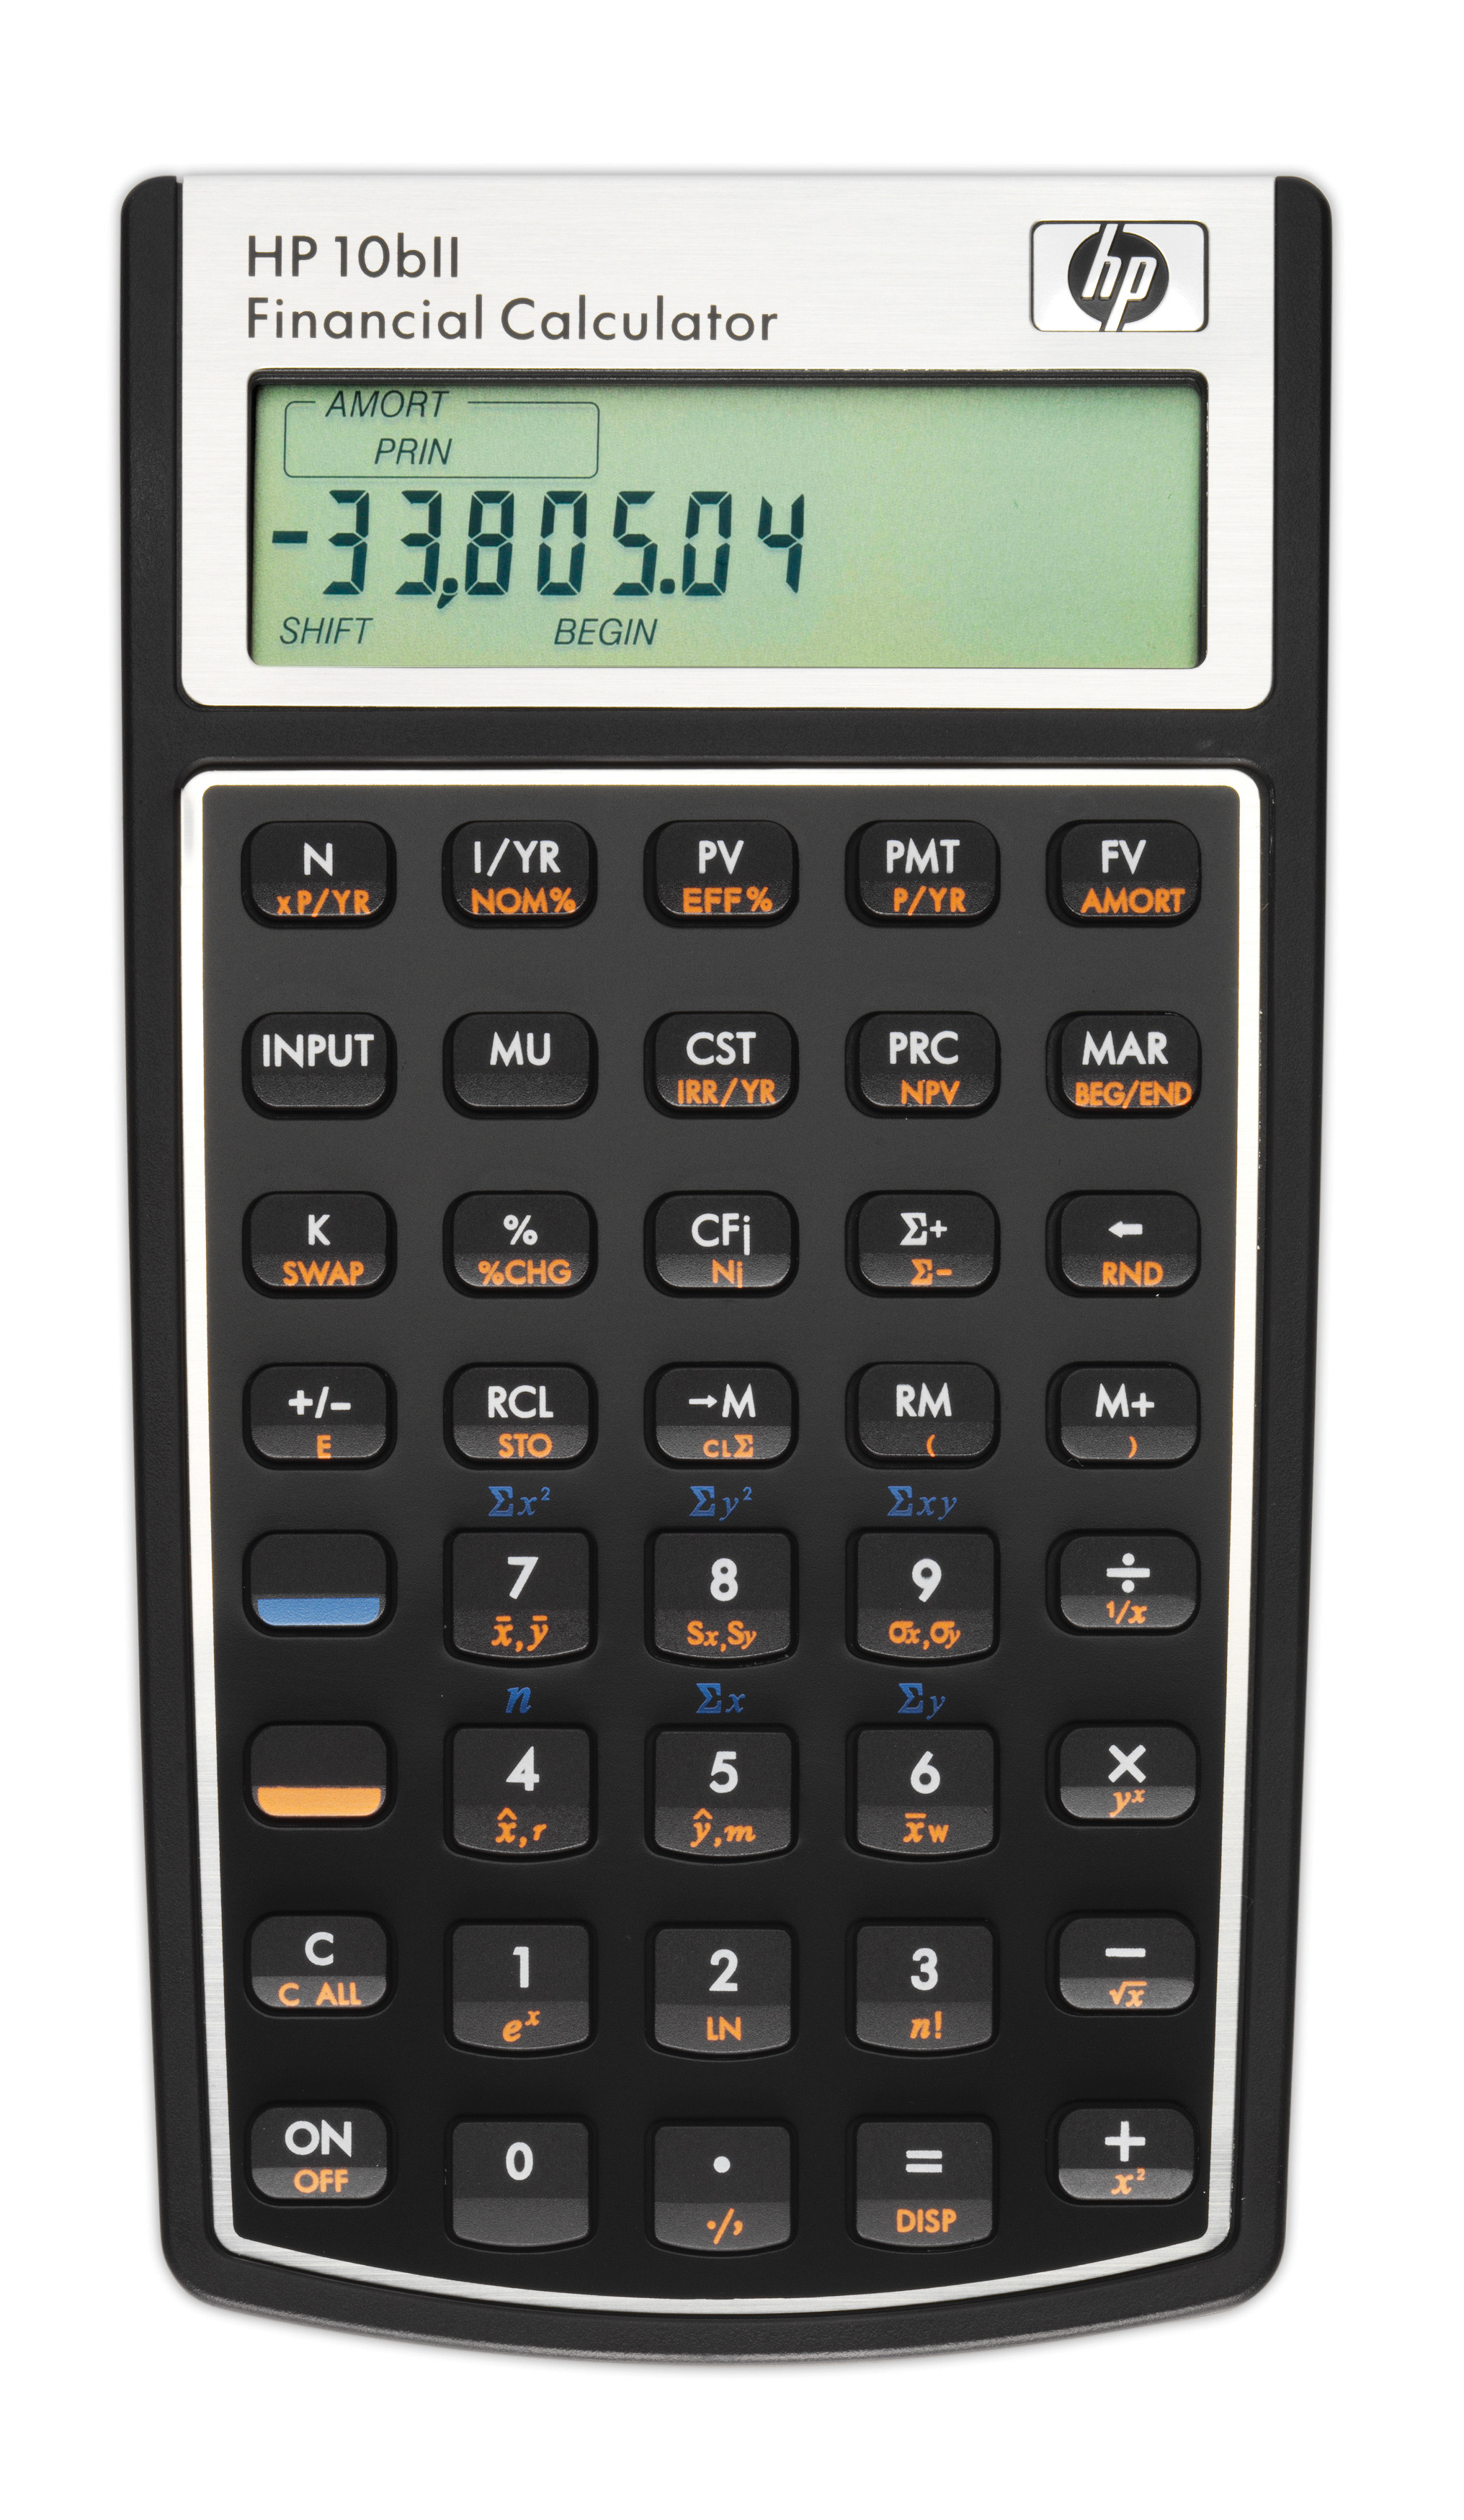 HP 10bII
Financial Calculator
hp
AMORT
PRIN
-33,805.04
SHIFT BEGIN
N I/YR PV PMT FV
xP/YR NOM% EFF% P/YR AMORT
INPUT MU CST PRC MAR
IRR/YR NPV BEG/END
K % CFj Σ+ ←
SWAP %CHG Nj Σ- RND
+/- RCL →M RM M+
E STO CLΣ ( )
Σx² Σy² Σxy
7 8 9 ÷
x̄,ȳ Sx,Sy σx,σy 1/x
n Σx Σy
4 5 6 ×
x̂,r ŷ,m x̄w yˣ
C 1 2 3 −
C ALL eˣ LN n! √x
ON 0 . = +
OFF ./, DISP x²